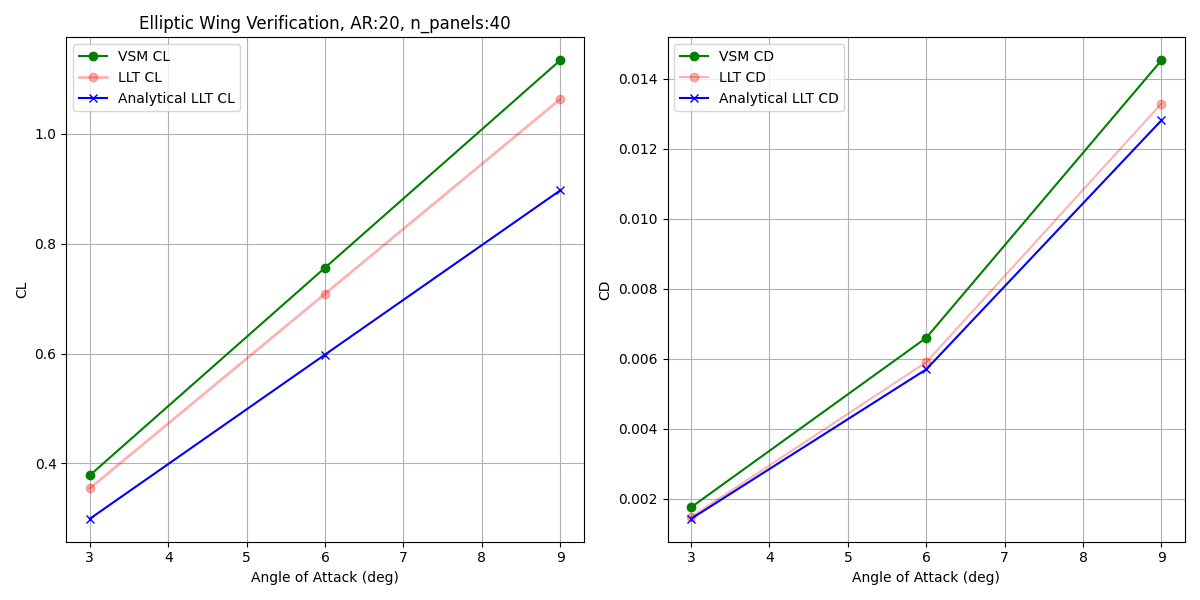 Elliptic Wing Verification, AR:20, n_panels:40
VSM CL
LLT CL
Analytical LLT CL
1.0
0.8
0.6
0.4
CL
3 4 5 6 7 8 9
Angle of Attack (deg)
VSM CD
LLT CD
Analytical LLT CD
0.014
0.012
0.010
0.008
0.006
0.004
0.002
CD
3 4 5 6 7 8 9
Angle of Attack (deg)